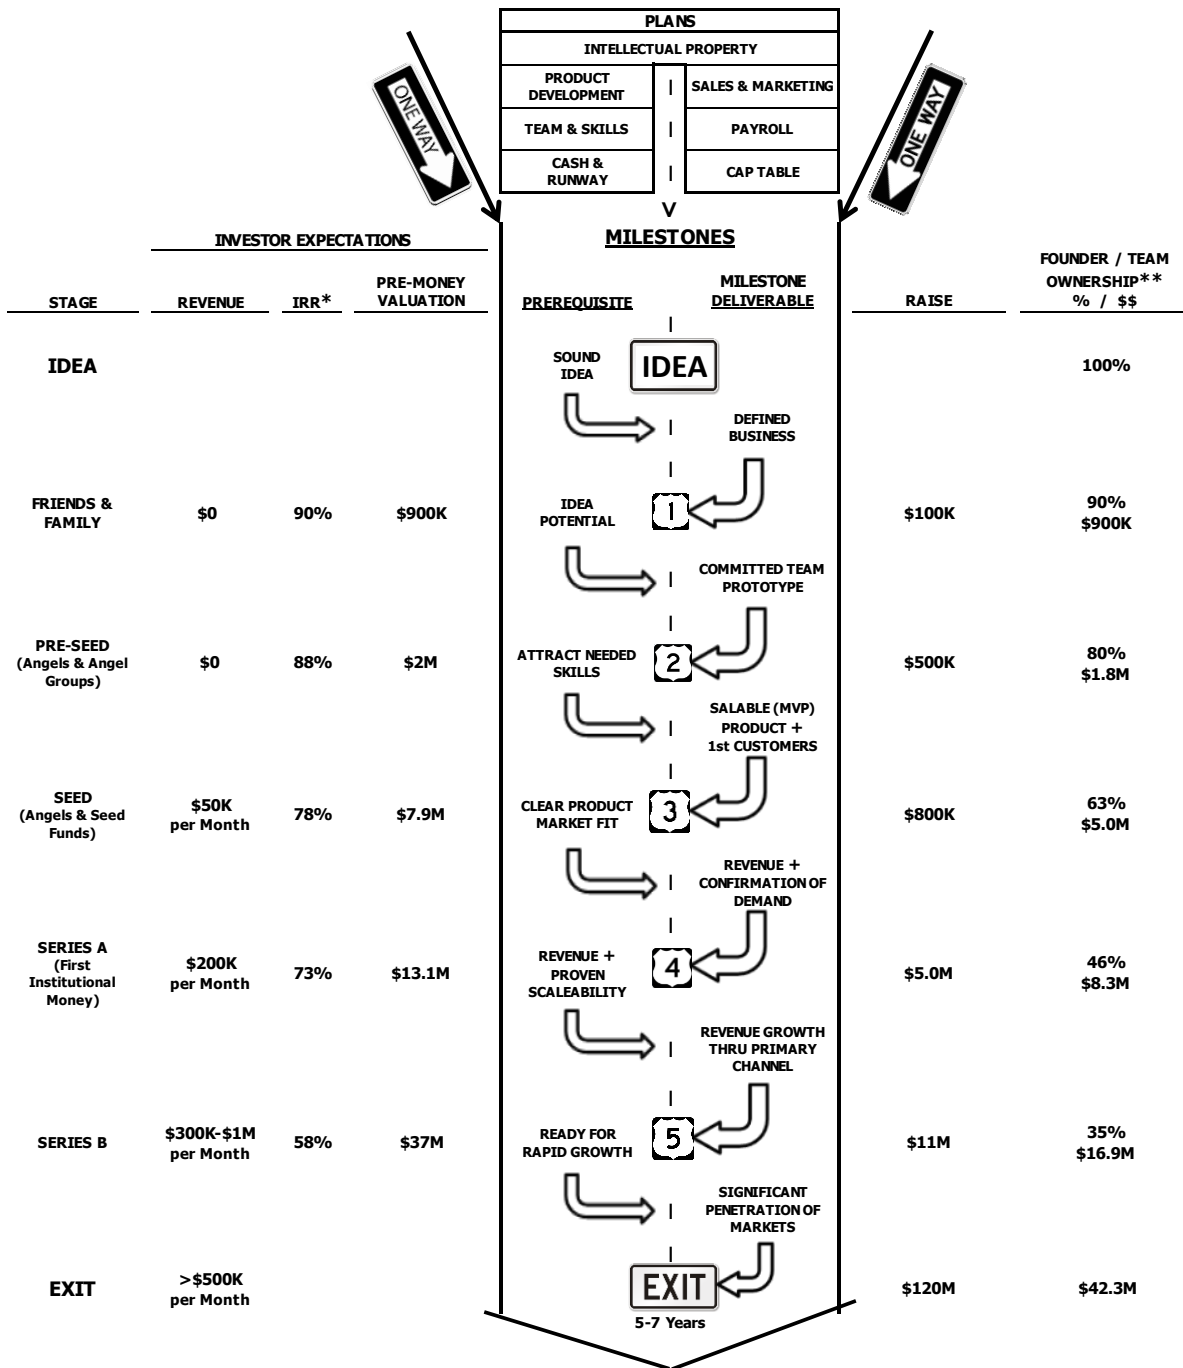 PLANS
INTELLECTUAL PROPERTY
PRODUCT
DEVELOPMENT
SALES & MARKETING
TEAM & SKILLS
PAYROLL
CASH &
RUNWAY
CAP TABLE
ONE WAY
ONE WAY
INVESTOR EXPECTATIONS
MILESTONES
STAGE
REVENUE
IRR*
PRE-MONEY
VALUATION
PREREQUISITE
MILESTONE
DELIVERABLE
RAISE
FOUNDER / TEAM
OWNERSHIP**
% / $$
IDEA
SOUND
IDEA
IDEA
100%
DEFINED
BUSINESS
FRIENDS &
FAMILY
$0
90%
$900K
IDEA
POTENTIAL
1
$100K
90%
$900K
COMMITTED TEAM
PROTOTYPE
PRE-SEED
(Angels & Angel
Groups)
$0
88%
$2M
ATTRACT NEEDED
SKILLS
2
$500K
80%
$1.8M
SALABLE (MVP)
PRODUCT +
1st CUSTOMERS
SEED
(Angels & Seed
Funds)
$50K
per Month
78%
$7.9M
CLEAR PRODUCT
MARKET FIT
3
$800K
63%
$5.0M
REVENUE +
CONFIRMATION OF
DEMAND
SERIES A
(First
Institutional
Money)
$200K
per Month
73%
$13.1M
REVENUE +
PROVEN
SCALEABILITY
4
$5.0M
46%
$8.3M
REVENUE GROWTH
THRU PRIMARY
CHANNEL
SERIES B
$300K-$1M
per Month
58%
$37M
READY FOR
RAPID GROWTH
5
$11M
35%
$16.9M
SIGNIFICANT
PENETRATION OF
MARKETS
EXIT
>$500K
per Month
EXIT
5-7 Years
$120M
$42.3M